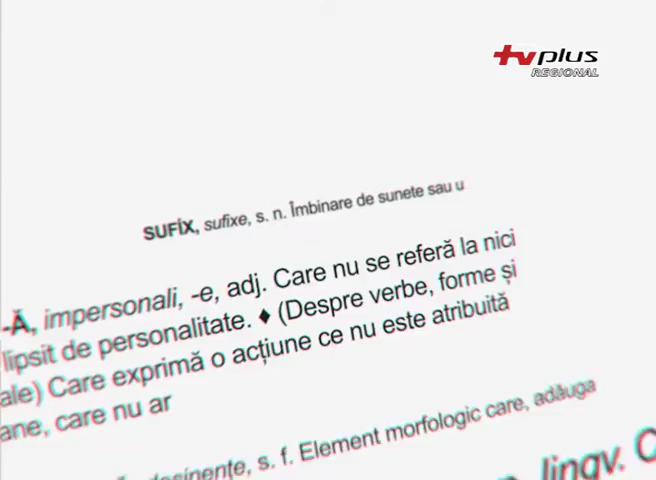 tvplus
REGIONAL
SUFÍX, sufixe, s. n. Îmbinare de sunete sau u
-Ă, impersonali, -e, adj. Care nu se referă la nici
lipsit de personalitate. ♦ (Despre verbe, forme și
ale) Care exprimă o acțiune ce nu este atribuită
ane, care nu ar
desinențe, s. f. Element morfologic care, adăuga
lingv.